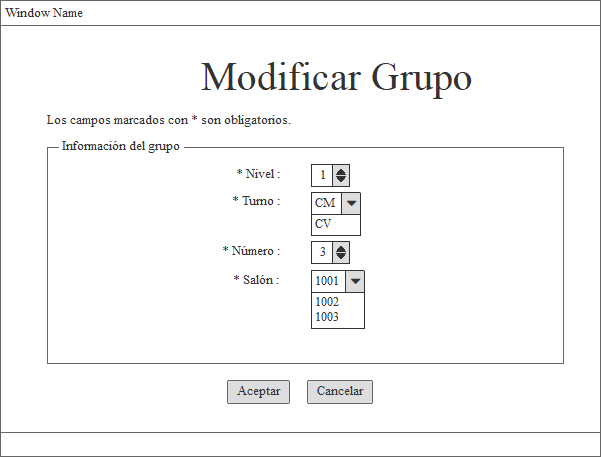 Window Name
Modificar Grupo
Los campos marcados con * son obligatorios.
Información del grupo
* Nivel : 1
* Turno : CM
CV
* Número : 3
* Salón : 1001
1002
1003
Aceptar Cancelar